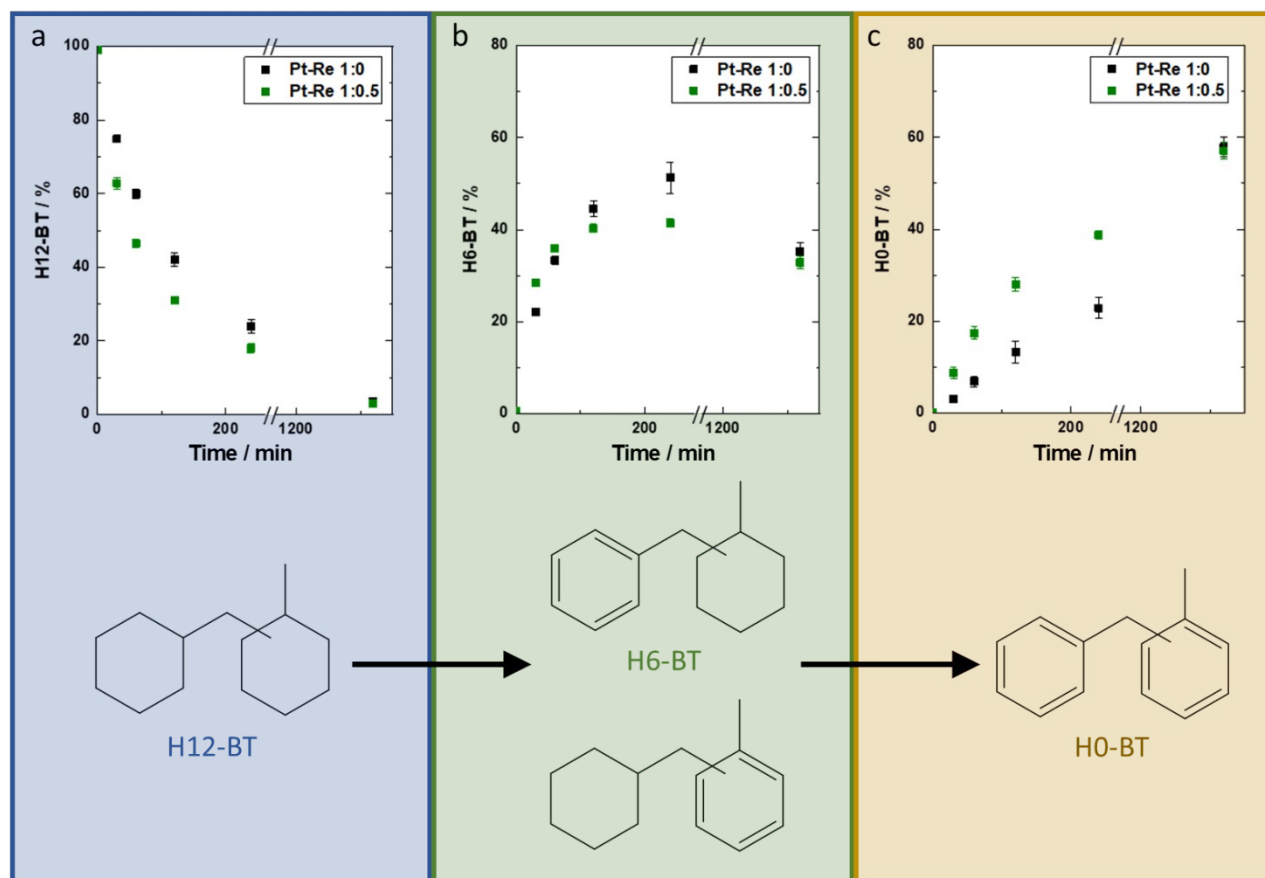 a
100
80
60
40
20
0
H12-BT / %
Pt-Re 1:0
Pt-Re 1:0.5
0
200
1200
Time / min
b
80
60
40
20
0
H6-BT / %
Pt-Re 1:0
Pt-Re 1:0.5
0
200
1200
Time / min
c
80
60
40
20
0
H0-BT / %
Pt-Re 1:0
Pt-Re 1:0.5
0
200
1200
Time / min
H12-BT
H6-BT
H0-BT